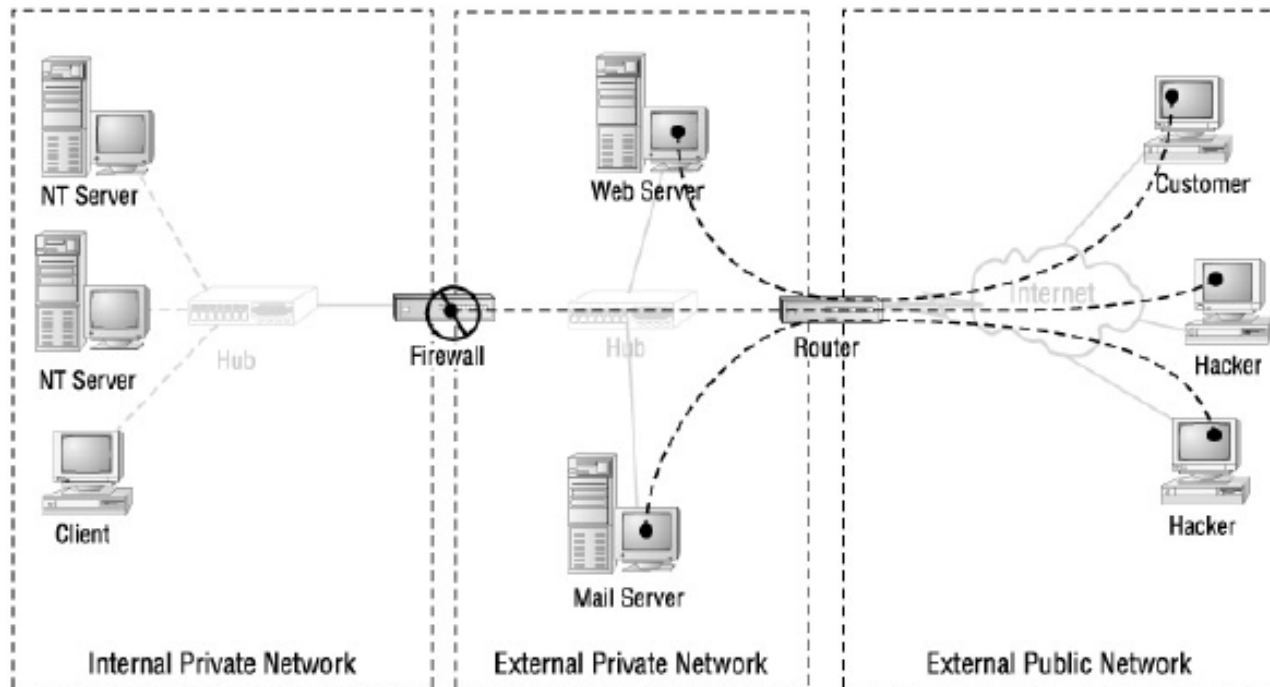 NT Server
NT Server
Client
Hub
Firewall
Internal Private Network
Web Server
Hub
Mail Server
External Private Network
Router
Internet
Customer
Hacker
Hacker
External Public Network